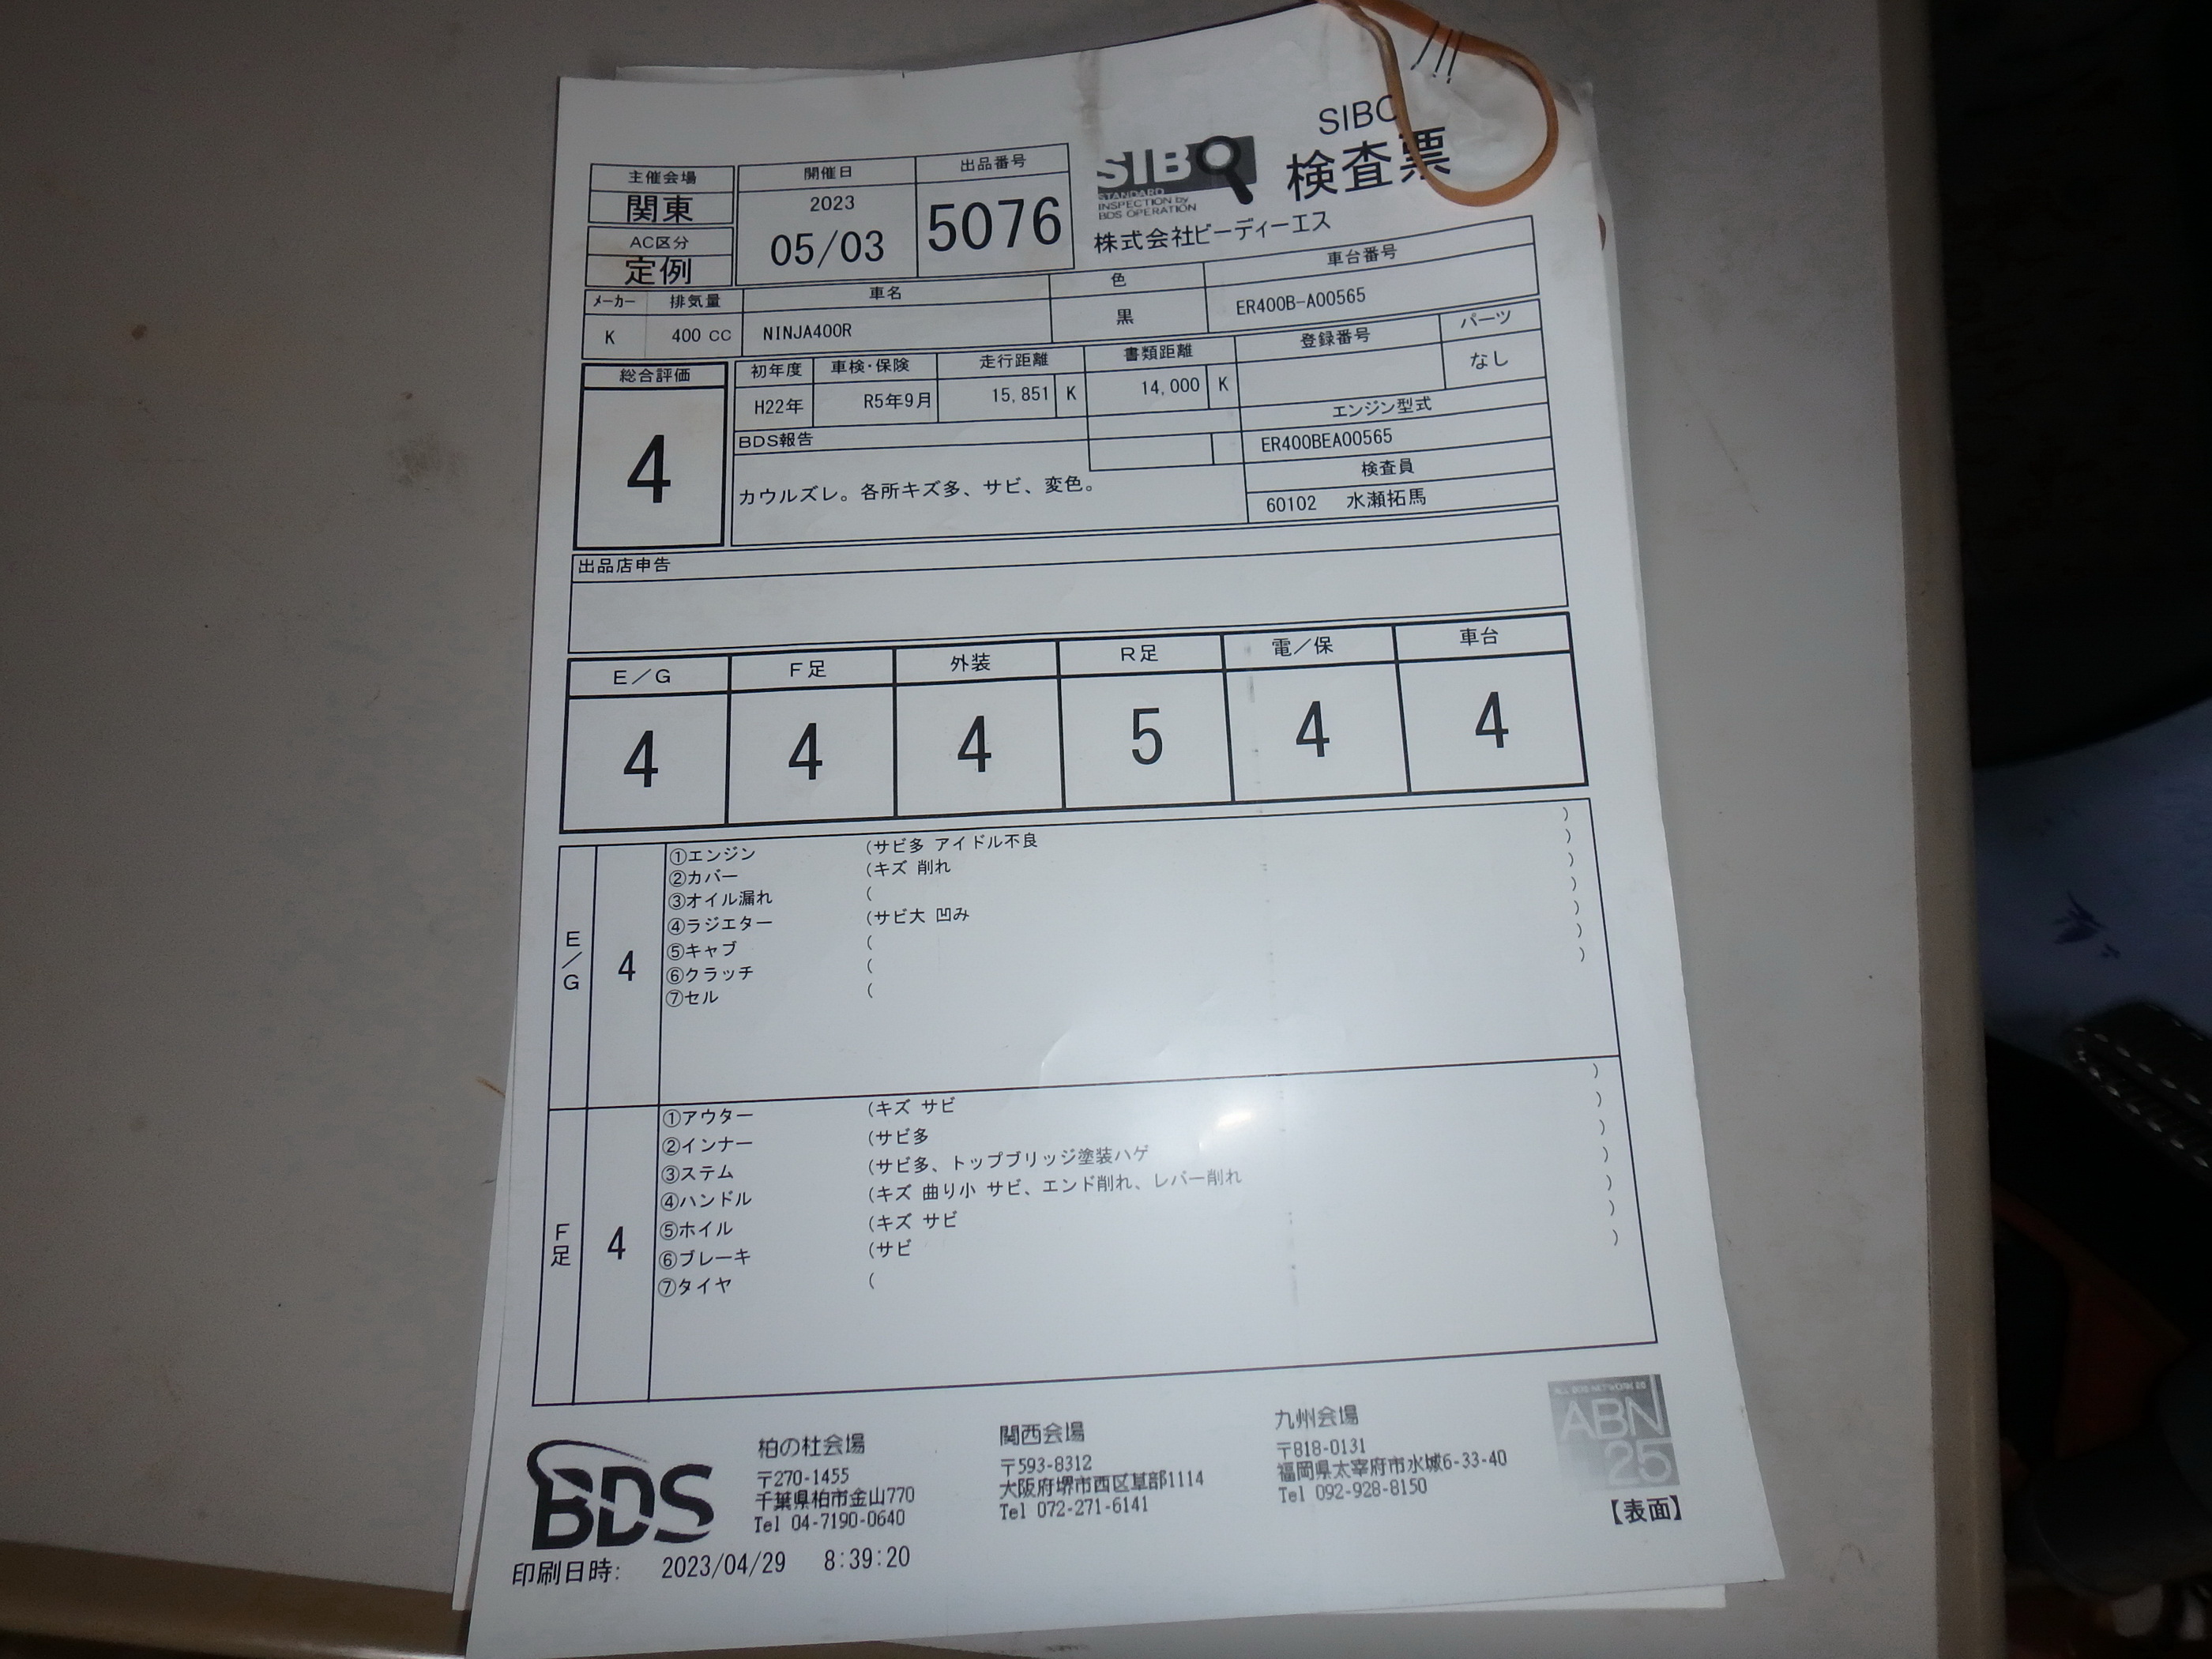 主催会場
関東
AC区分
定例
開催日
2023
05/03
出品番号
5076
SIB
STANDARD
INSPECTION by
BDS OPERATION
SIBO
検査票
株式会社ビーディーエス
メーカー 排気量 車名 色 車台番号
K 400 cc NINJA400R 黒 ER400B-A00565
総合評価
4
初年度 車検・保険 走行距離 書類距離 登録番号 パーツ
H22年 R5年9月 15,851 K 14,000 K なし
エンジン型式
ER400BEA00565
BDS報告
カウルズレ。各所キズ多、サビ、変色。
検査員
60102 水瀬拓馬
出品店申告
E／G F足 外装 R足 電／保 車台
4 4 4 5 4 4
E／G
4
①エンジン (サビ多 アイドル不良 )
②カバー (キズ 削れ )
③オイル漏れ ( )
④ラジエター (サビ大 凹み )
⑤キャブ ( )
⑥クラッチ ( )
⑦セル ( )
F足
4
①アウター (キズ サビ )
②インナー (サビ多 )
③ステム (サビ多、トップブリッジ塗装ハゲ )
④ハンドル (キズ 曲り小 サビ、エンド削れ、レバー削れ )
⑤ホイル (キズ サビ )
⑥ブレーキ (サビ )
⑦タイヤ ( )
BDS
柏の杜会場
〒270-1455
千葉県柏市金山770
Tel 04-7190-0640
関西会場
〒593-8312
大阪府堺市西区草部1114
Tel 072-271-6141
九州会場
〒818-0131
福岡県太宰府市水城6-33-40
Tel 092-928-8150
ALL BDS NETWORK 25
ABN
25
【表面】
印刷日時: 2023/04/29 8:39:20